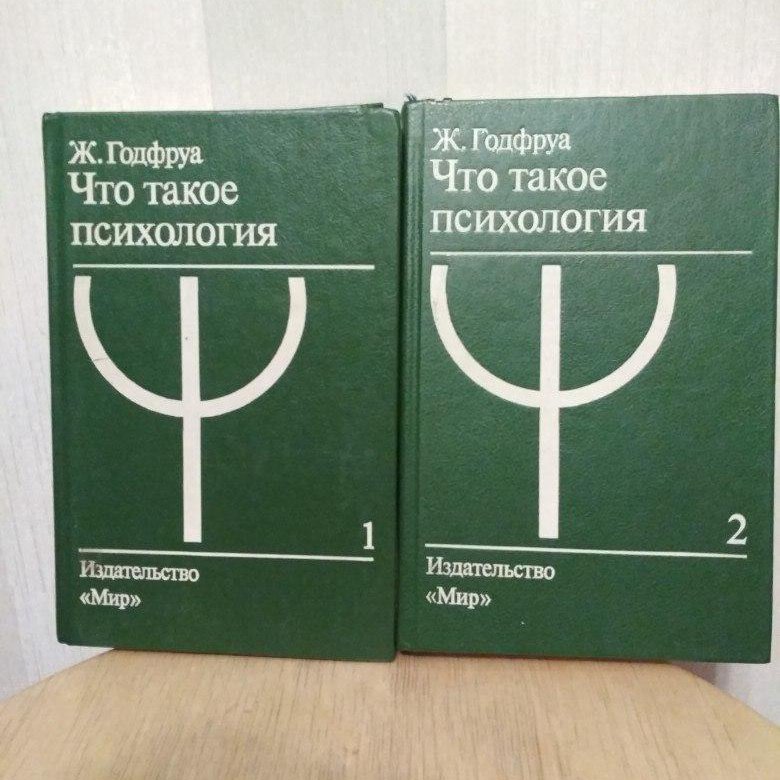 Ж. Годфруа
Что такое
психология
1
Издательство
«Мир»
Ж. Годфруа
Что такое
психология
2
Издательство
«Мир»